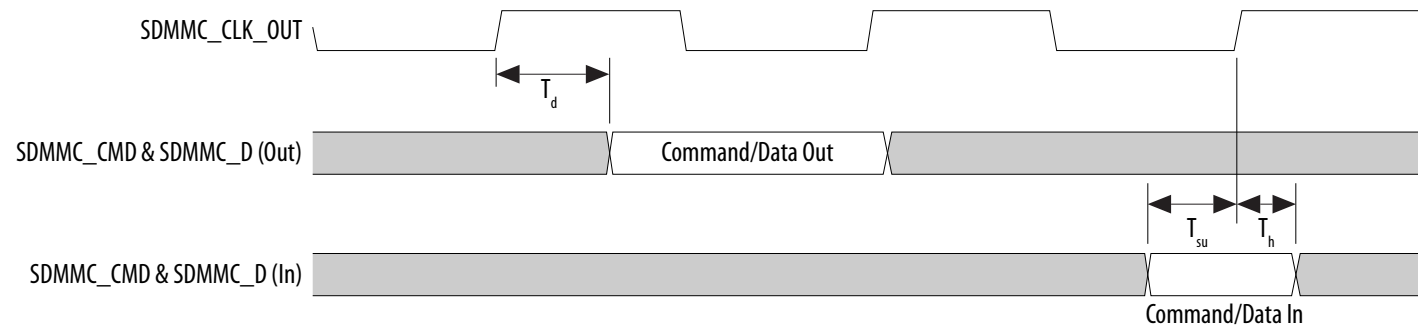 SDMMC_CLK_OUT
T_d
SDMMC_CMD & SDMMC_D (Out)
Command/Data Out
T_su
T_h
SDMMC_CMD & SDMMC_D (In)
Command/Data In